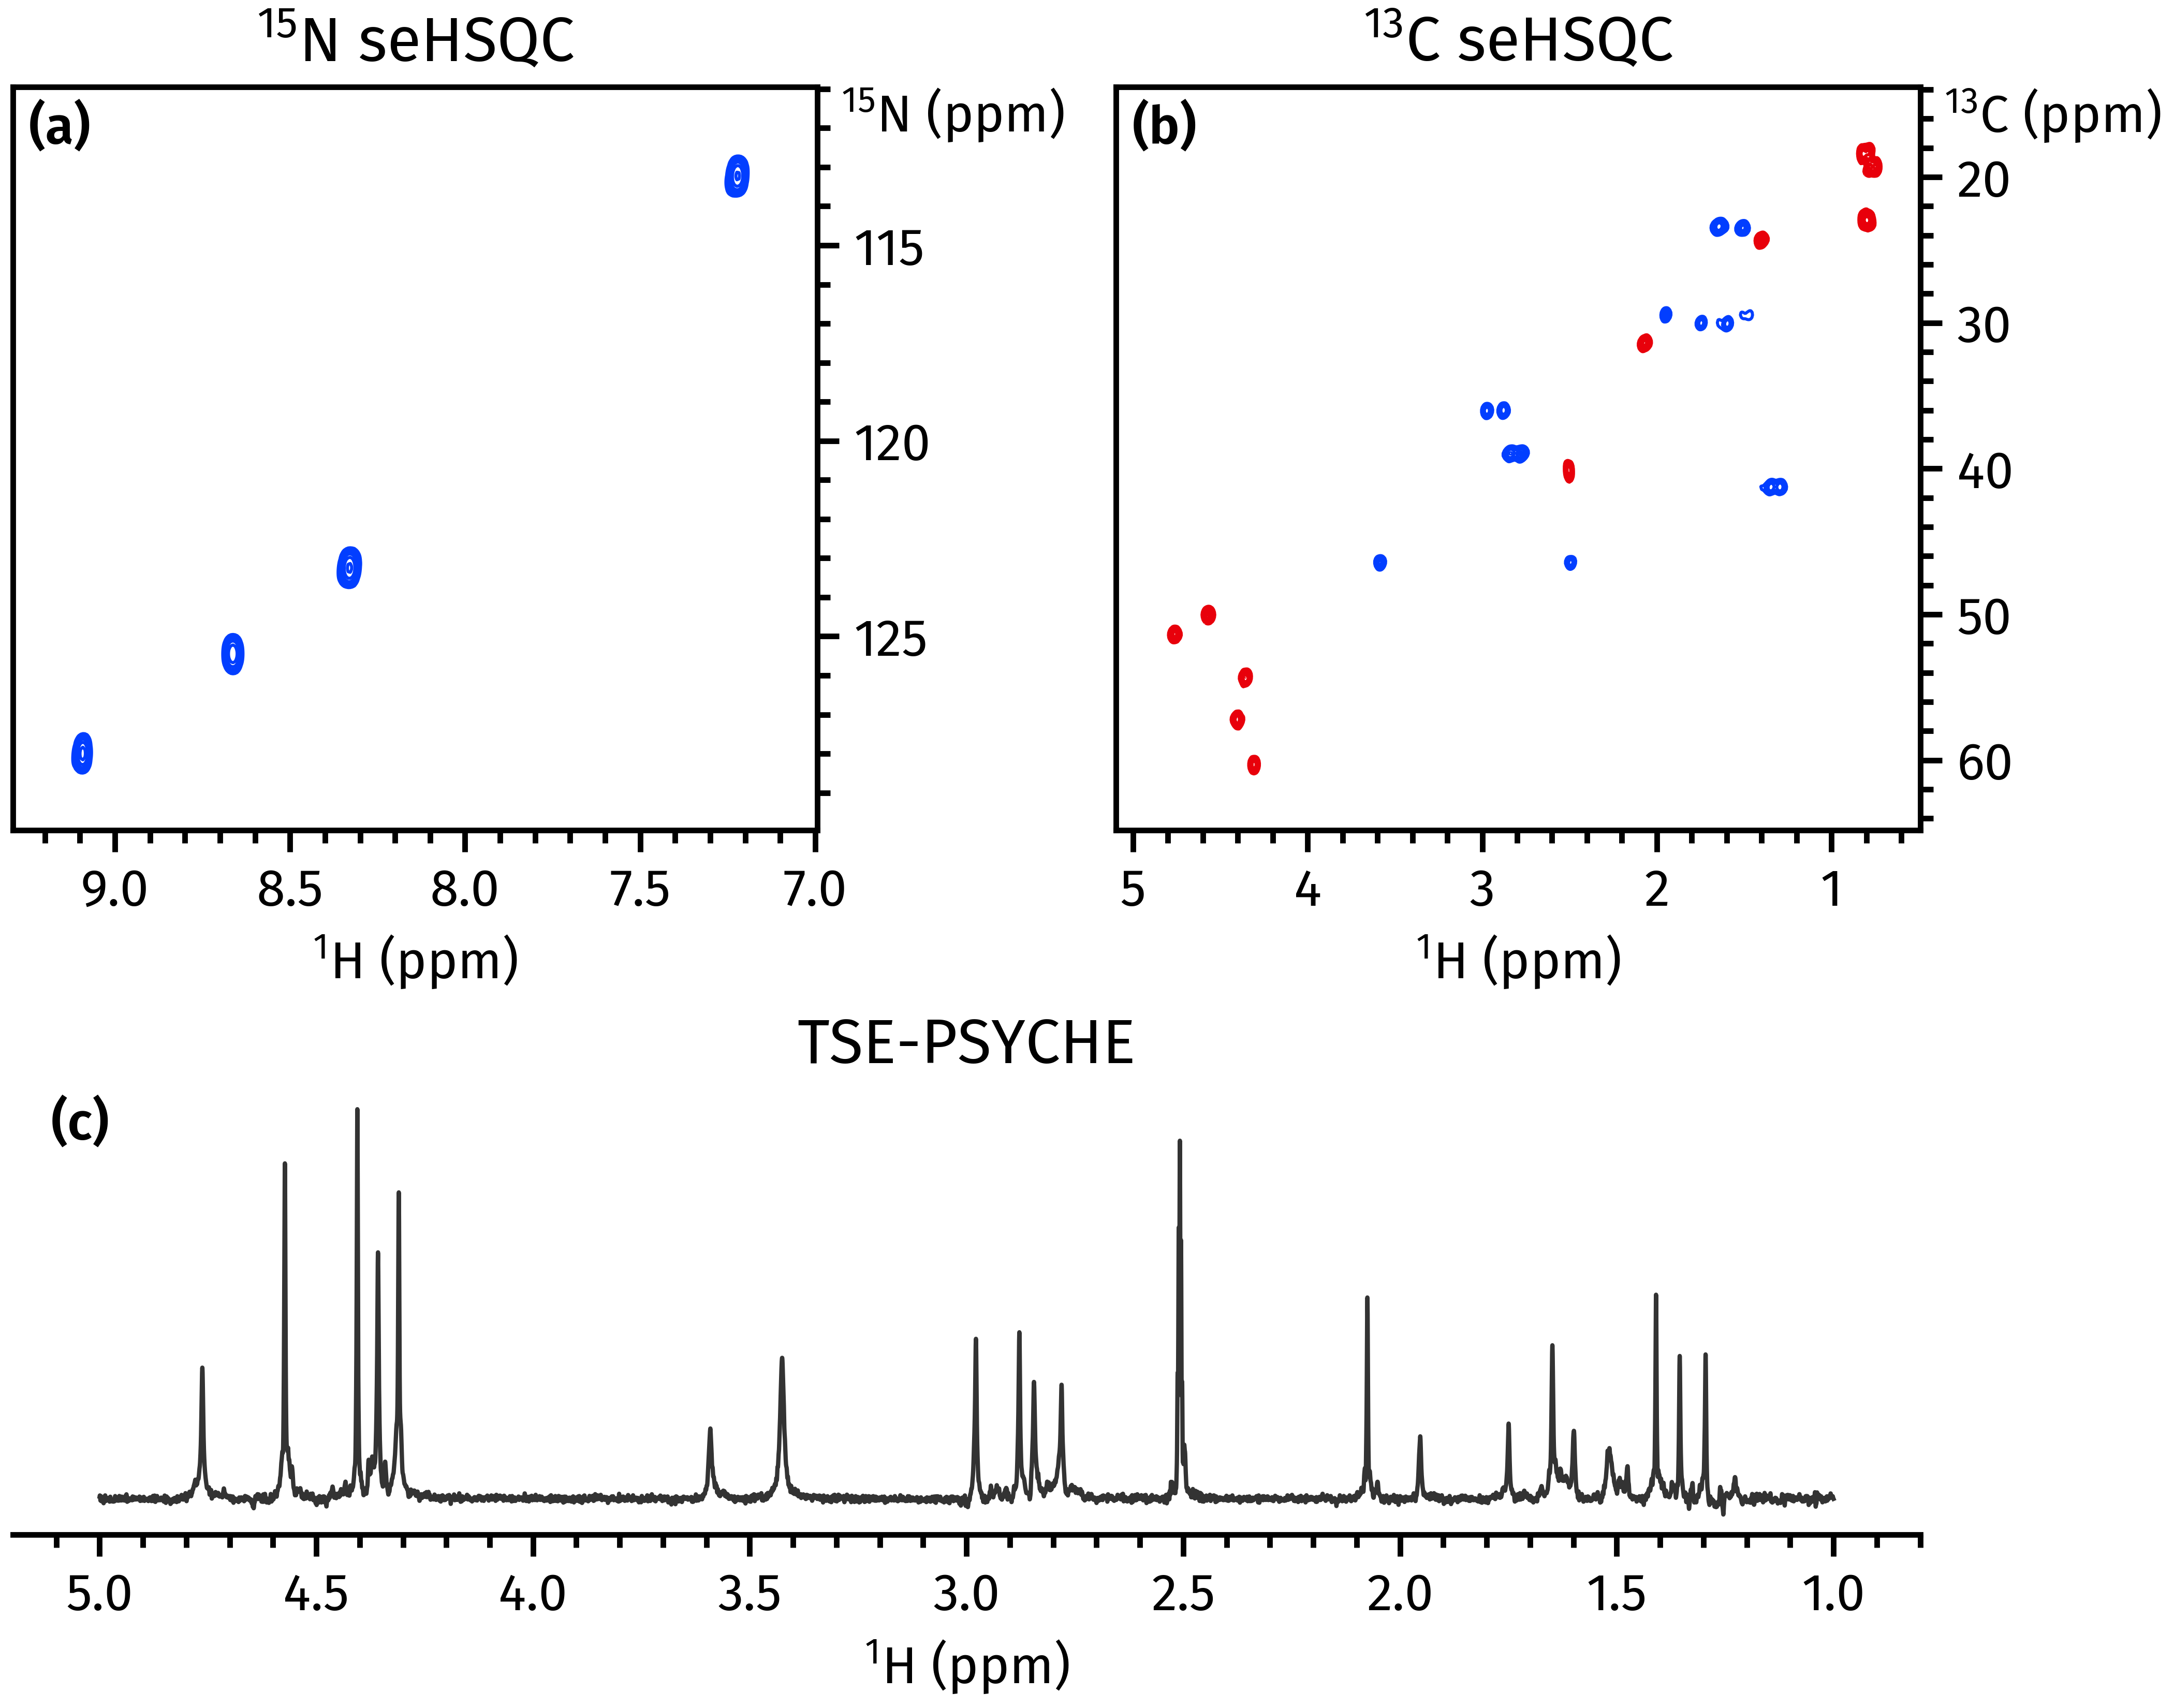 ¹⁵N seHSQC
¹³C seHSQC
(a)
¹⁵N (ppm)
115
120
125
9.0 8.5 8.0 7.5 7.0
¹H (ppm)
(b)
¹³C (ppm)
20
30
40
50
60
5 4 3 2 1
¹H (ppm)
TSE-PSYCHE
(c)
5.0 4.5 4.0 3.5 3.0 2.5 2.0 1.5 1.0
¹H (ppm)